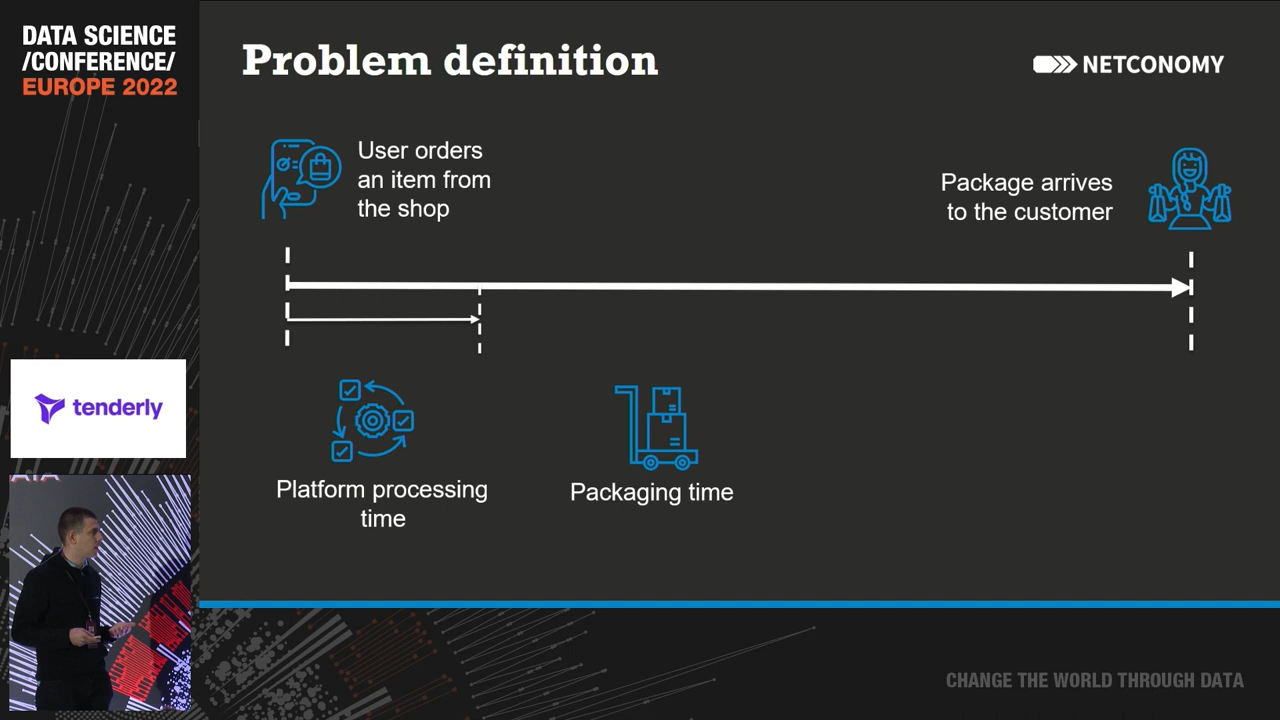 DATA SCIENCE
/CONFERENCE/
EUROPE 2022
Problem definition
NETCONOMY
User orders
an item from
the shop
Package arrives
to the customer
tenderly
Platform processing
time
Packaging time
CHANGE THE WORLD THROUGH DATA